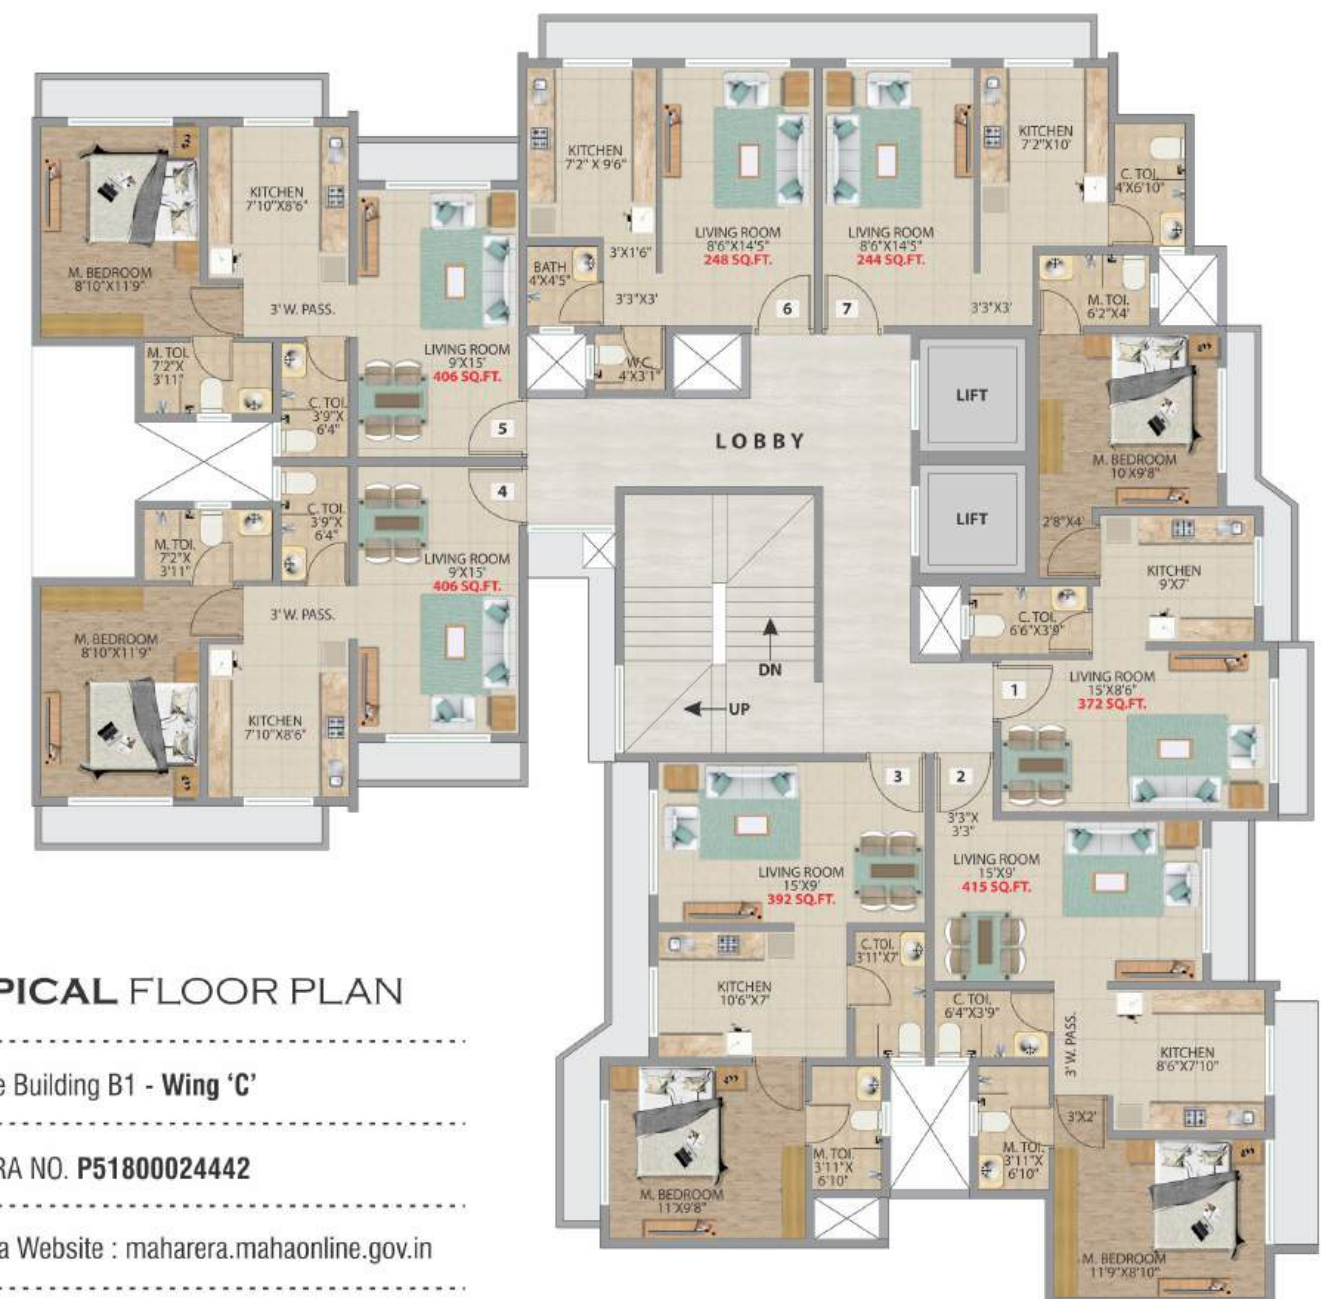 KITCHEN
7'2" X 9'6"
3'X1'6"
LIVING ROOM
8'6"X14'5"
248 SQ.FT.
BATH
4'X4'5"
3'3"X3'
W.C.
4'X3'1"
6
LIVING ROOM
8'6"X14'5"
244 SQ.FT.
KITCHEN
7'2"X10'
C. TOI.
4'X6'10"
3'3"X3'
7
M. TOI.
6'2"X4'
M. BEDROOM
8'10"X11'9"
KITCHEN
7'10"X8'6"
3' W. PASS.
M. TOI.
7'2"X
3'11"
C. TOI.
3'9"X
6'4"
LIVING ROOM
9'X15'
406 SQ.FT.
5
LOBBY
LIFT
LIFT
M. BEDROOM
10'X9'8"
2'8"X4'
KITCHEN
9'X7'
C. TOI.
6'6"X3'9"
LIVING ROOM
15'X8'6"
372 SQ.FT.
1
4
C. TOI.
3'9"X
6'4"
M. TOI.
7'2"X
3'11"
LIVING ROOM
9'X15'
406 SQ.FT.
3' W. PASS.
M. BEDROOM
8'10"X11'9"
KITCHEN
7'10"X8'6"
DN
UP
3
2
3'3"X
3'3"
LIVING ROOM
15'X9'
392 SQ.FT.
LIVING ROOM
15'X9'
415 SQ.FT.
C. TOI.
3'11"X7'
KITCHEN
10'6"X7'
C. TOI.
6'4"X3'9"
3' W. PASS.
KITCHEN
8'6"X7'10"
3'X2'
M. TOI.
3'11"X
6'10"
M. TOI.
3'11"X
6'10"
M. BEDROOM
11'X9'8"
M. BEDROOM
11'9"X8'10"
PICAL FLOOR PLAN
e Building B1 - Wing ‘C’
RA NO. P51800024442
a Website : maharera.mahaonline.gov.in